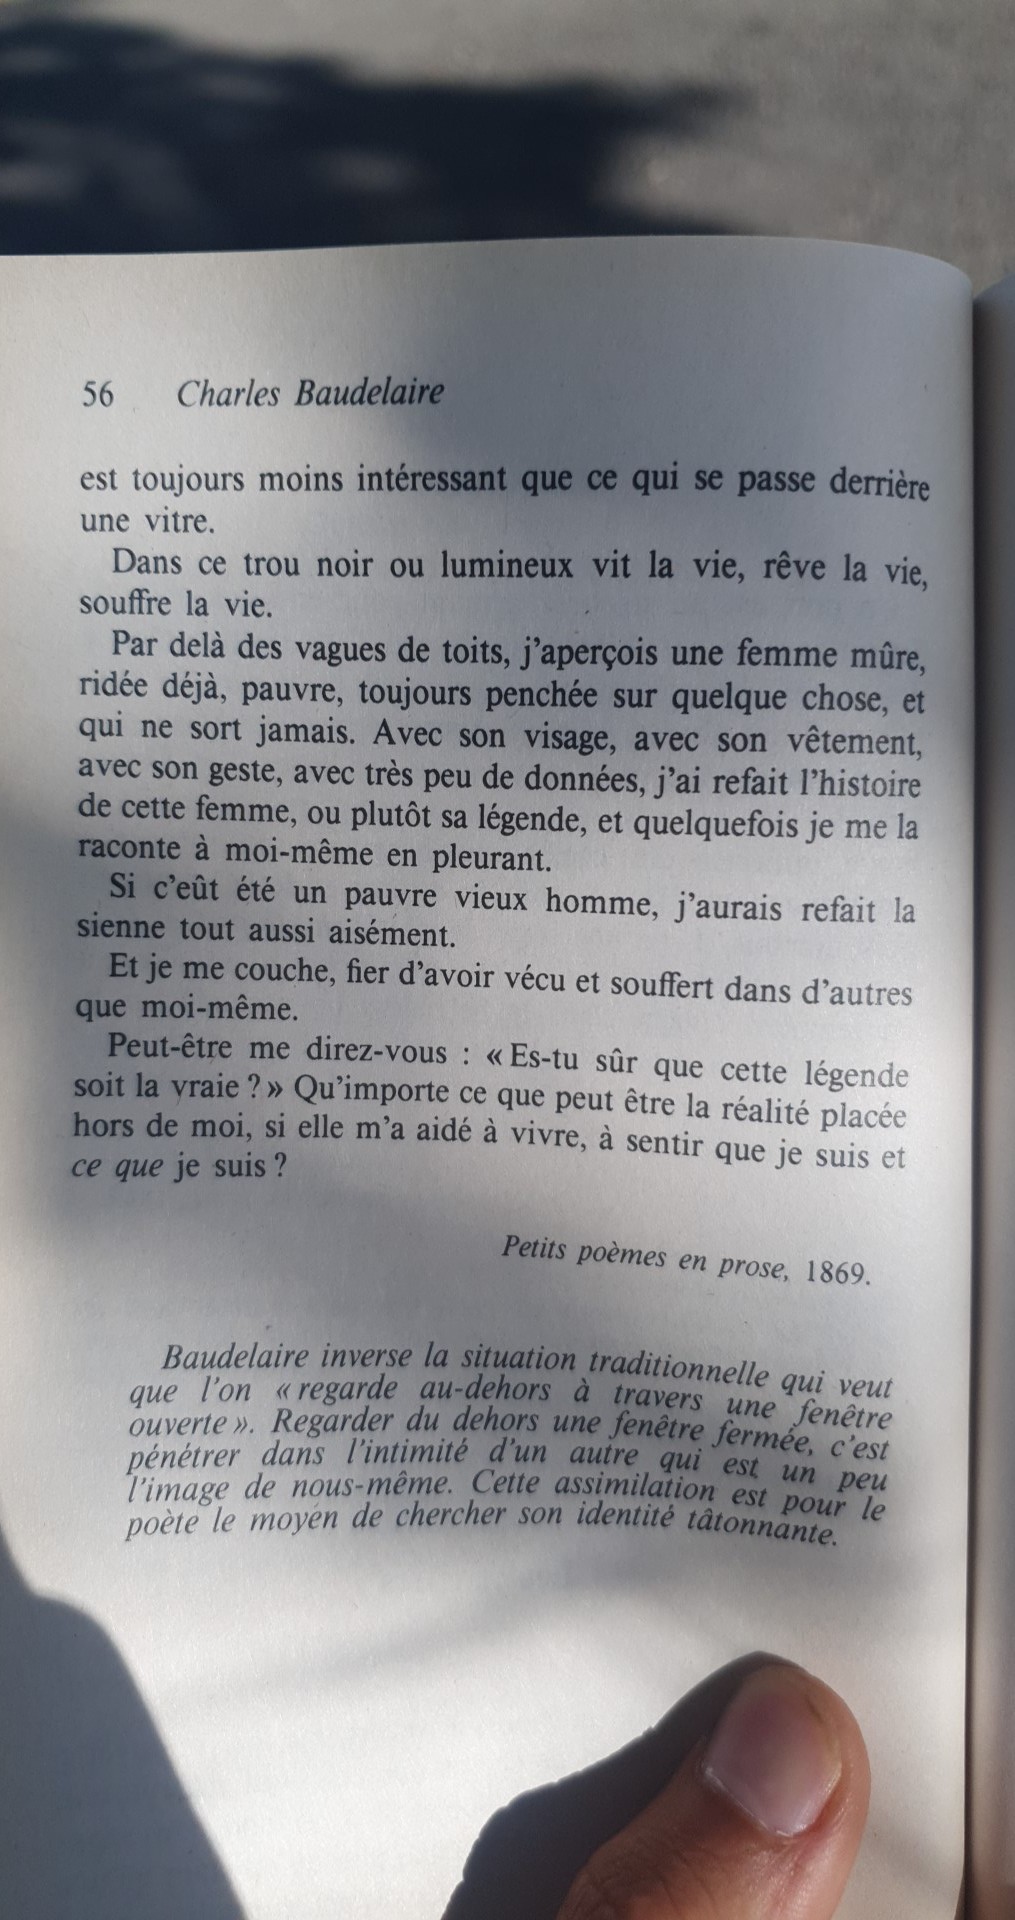 56 Charles Baudelaire
est toujours moins intéressant que ce qui se passe derrière
une vitre.
Dans ce trou noir ou lumineux vit la vie, rêve la vie,
souffre la vie.
Par delà des vagues de toits, j'aperçois une femme mûre,
ridée déjà, pauvre, toujours penchée sur quelque chose, et
qui ne sort jamais. Avec son visage, avec son vêtement,
avec son geste, avec très peu de données, j'ai refait l'histoire
de cette femme, ou plutôt sa légende, et quelquefois je me la
raconte à moi-même en pleurant.
Si c'eût été un pauvre vieux homme, j'aurais refait la
sienne tout aussi aisément.
Et je me couche, fier d'avoir vécu et souffert dans d'autres
que moi-même.
Peut-être me direz-vous : « Es-tu sûr que cette légende
soit la vraie ? » Qu'importe ce que peut être la réalité placée
hors de moi, si elle m'a aidé à vivre, à sentir que je suis et
ce que je suis ?
Petits poèmes en prose, 1869.
Baudelaire inverse la situation traditionnelle qui veut
que l'on « regarde au-dehors à travers une fenêtre
ouverte ». Regarder du dehors une fenêtre fermée, c'est
pénétrer dans l'intimité d'un autre qui est un peu
l'image de nous-même. Cette assimilation est pour le
poète le moyen de chercher son identité tâtonnante.